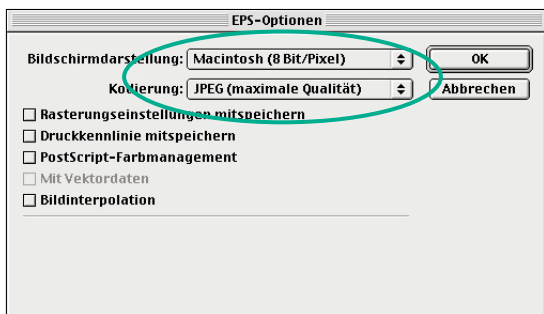 EPS-Optionen
Bildschirmdarstellung: Macintosh (8 Bit/Pixel) OK
Kodierung: JPEG (maximale Qualität) Abbrechen
Rasterungseinstellungen mitspeichern
Druckkennlinie mitspeichern
PostScript-Farbmanagement
Mit Vektordaten
Bildinterpolation